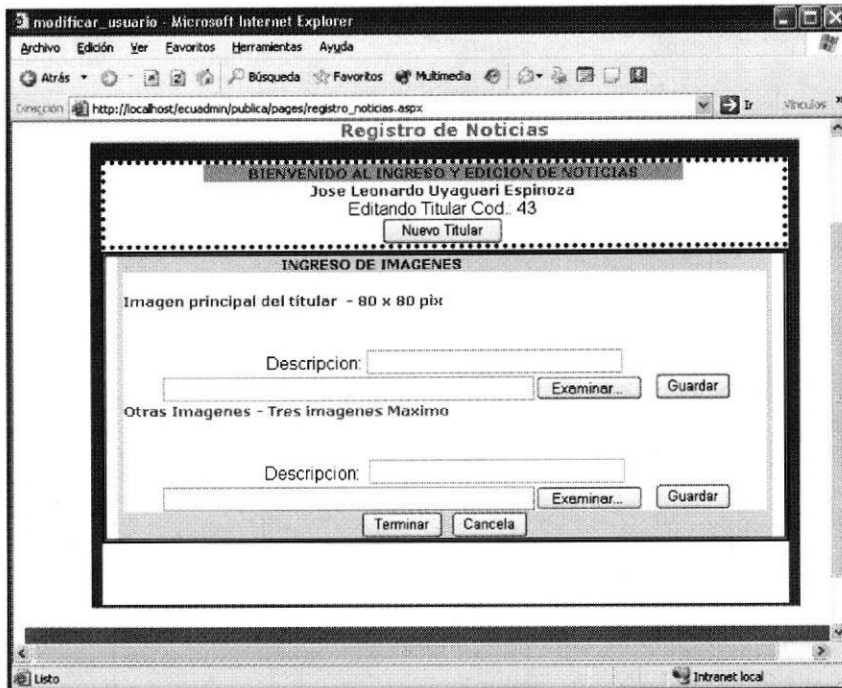 modificar_usuario - Microsoft Internet Explorer
Archivo Edición Ver Favoritos Herramientas Ayuda
Atrás Búsqueda Favoritos Multimedia
Dirección http://localhost/ecuadmin/publica/pages/registro_noticias.aspx Ir Vínculos »
Registro de Noticias
BIENVENIDO AL INGRESO Y EDICION DE NOTICIAS
Jose Leonardo Uyaguari Espinoza
Editando Titular Cod.: 43
Nuevo Titular
INGRESO DE IMAGENES
Imagen principal del títular - 80 x 80 pix
Descripcion:
Examinar... Guardar
Otras Imagenes - Tres imagenes Maximo
Descripcion:
Examinar... Guardar
Terminar Cancela
Listo Intranet local